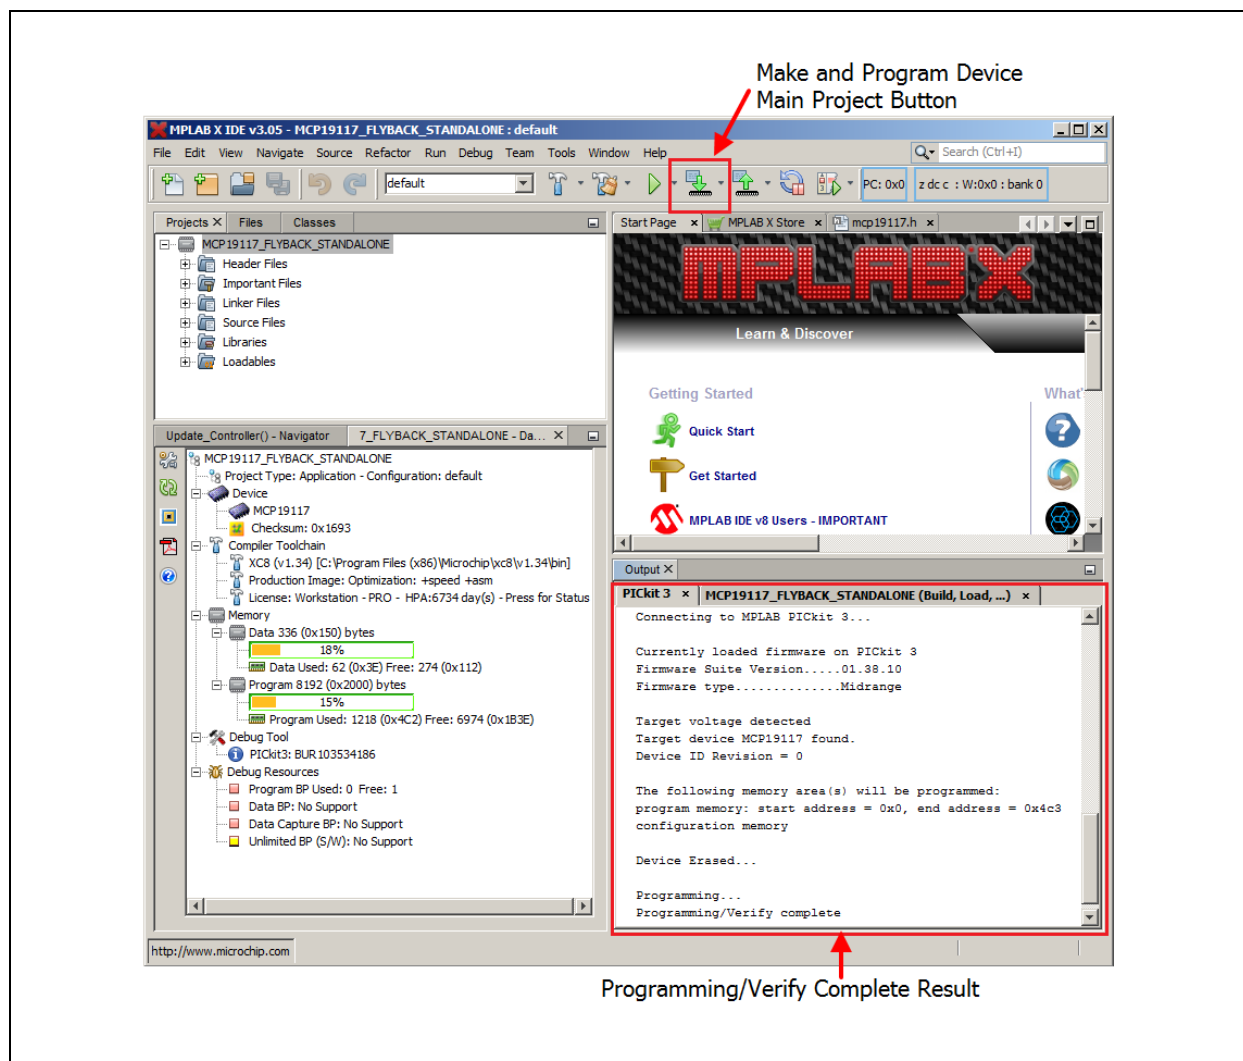 Make and Program Device
Main Project Button
MPLAB X IDE v3.05 - MCP19117_FLYBACK_STANDALONE : default
File Edit View Navigate Source Refactor Run Debug Team Tools Window Help
Search (Ctrl+I)
default
PC: 0x0
z dc c : W:0x0 : bank 0
Projects Files Classes
MCP19117_FLYBACK_STANDALONE
Header Files
Important Files
Linker Files
Source Files
Libraries
Loadables
Update_Controller() - Navigator
7_FLYBACK_STANDALONE - Da...
MCP19117_FLYBACK_STANDALONE
Project Type: Application - Configuration: default
Device
MCP19117
Checksum: 0x1693
Compiler Toolchain
XC8 (v1.34) [C:\Program Files (x86)\Microchip\xc8\v1.34\bin]
Production Image: Optimization: +speed +asm
License: Workstation - PRO - HPA:6734 day(s) - Press for Status
Memory
Data 336 (0x150) bytes
18%
Data Used: 62 (0x3E) Free: 274 (0x112)
Program 8192 (0x2000) bytes
15%
Program Used: 1218 (0x4C2) Free: 6974 (0x1B3E)
Debug Tool
PICkit3: BUR103534186
Debug Resources
Program BP Used: 0 Free: 1
Data BP: No Support
Data Capture BP: No Support
Unlimited BP (S/W): No Support
http://www.microchip.com
Start Page
MPLAB X Store
mcp19117.h
MPLAB X
Learn & Discover
Getting Started
What'
Quick Start
Get Started
MPLAB IDE v8 Users - IMPORTANT
Output
PICkit 3
MCP19117_FLYBACK_STANDALONE (Build, Load, ...)
Connecting to MPLAB PICkit 3...
Currently loaded firmware on PICkit 3
Firmware Suite Version.....01.38.10
Firmware type..............Midrange
Target voltage detected
Target device MCP19117 found.
Device ID Revision = 0
The following memory area(s) will be programmed:
program memory: start address = 0x0, end address = 0x4c3
configuration memory
Device Erased...
Programming...
Programming/Verify complete
Programming/Verify Complete Result